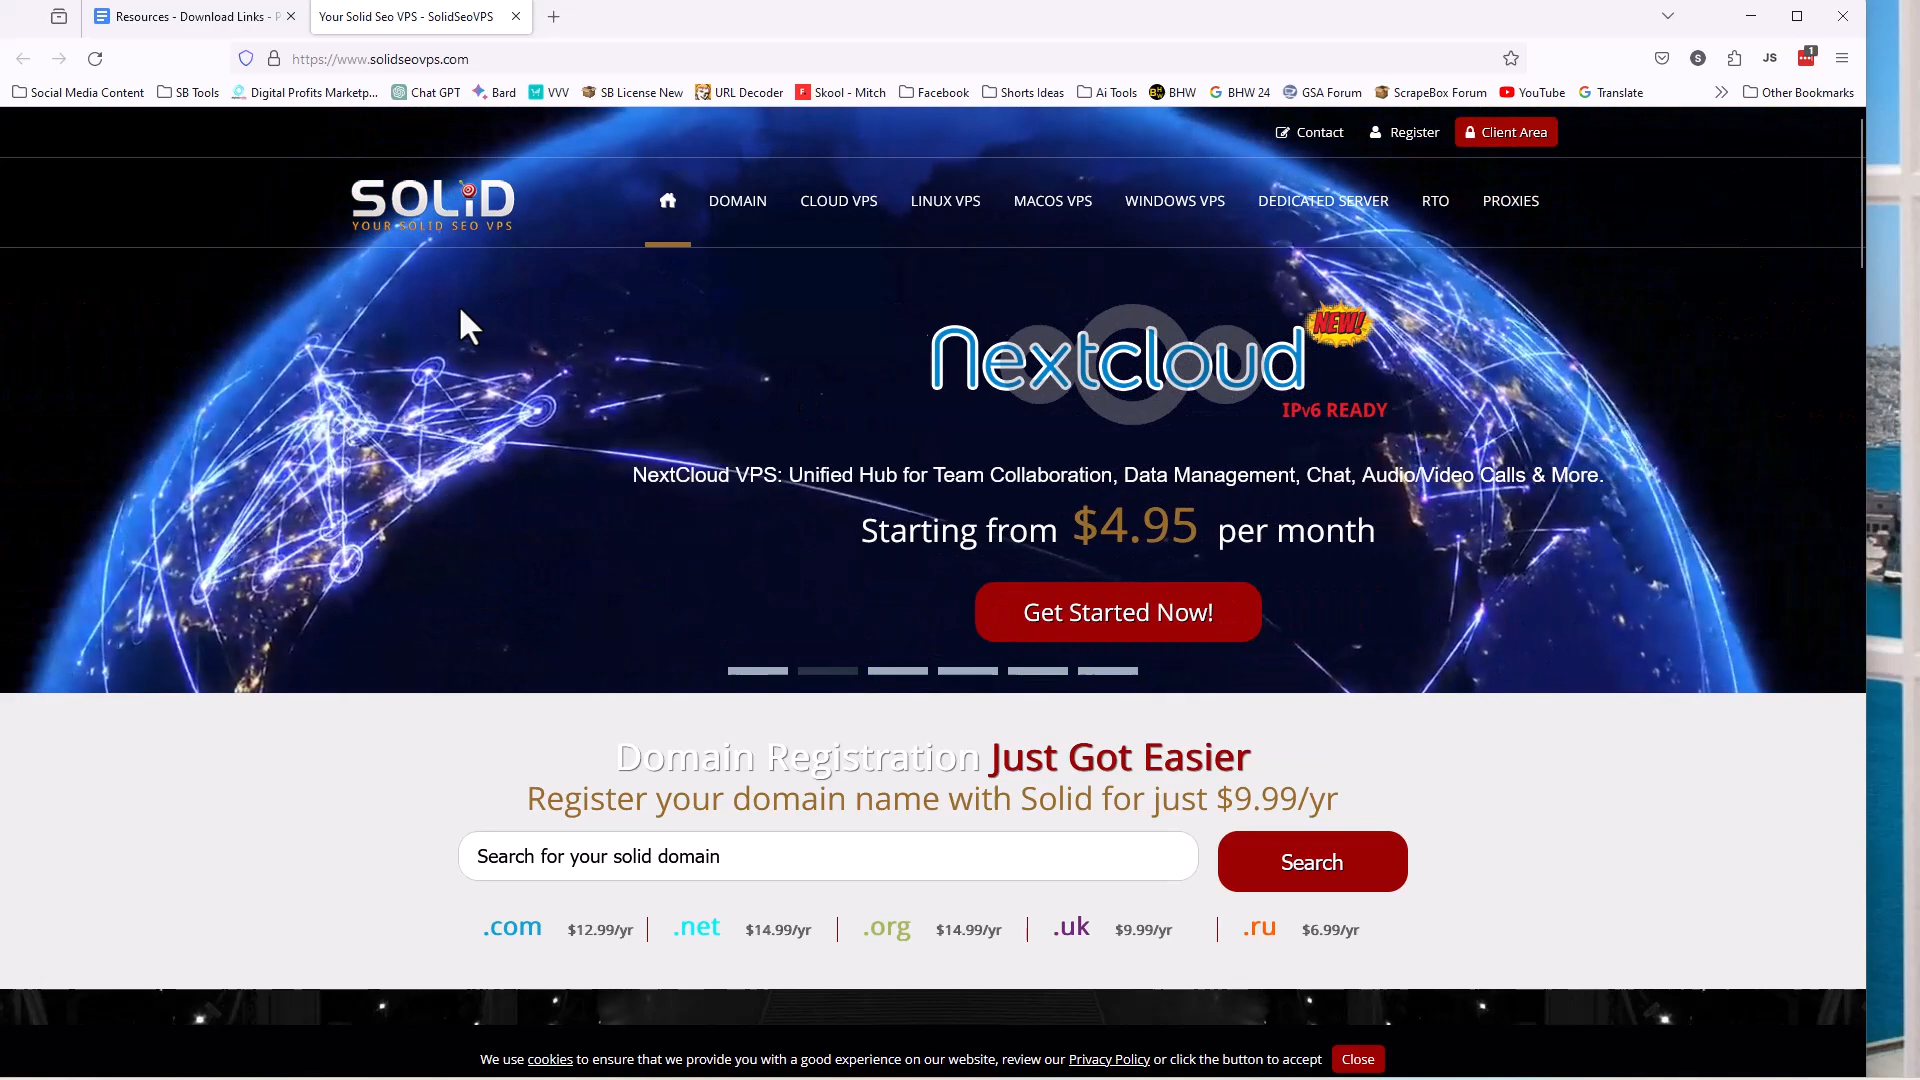 Resources - Download Links - P
Your Solid Seo VPS - SolidSeoVPS
https://www.solidseovps.com
S
JS
1
Social Media Content
SB Tools
Digital Profits Marketp...
Chat GPT
Bard
VVV
SB License New
URL Decoder
Skool - Mitch
Facebook
Shorts Ideas
Ai Tools
BHW
BHW 24
GSA Forum
ScrapeBox Forum
YouTube
Translate
Other Bookmarks
Contact
Register
Client Area
SOLiD
YOUR SOLID SEO VPS
DOMAIN
CLOUD VPS
LINUX VPS
MACOS VPS
WINDOWS VPS
DEDICATED SERVER
RTO
PROXIES
Nextcloud
NEW!
IPv6 READY
NextCloud VPS: Unified Hub for Team Collaboration, Data Management, Chat, Audio/Video Calls & More.
Starting from $4.95 per month
Get Started Now!
Domain Registration Just Got Easier
Register your domain name with Solid for just $9.99/yr
Search for your solid domain
Search
.com $12.99/yr
.net $14.99/yr
.org $14.99/yr
.uk $9.99/yr
.ru $6.99/yr
We use cookies to ensure that we provide you with a good experience on our website, review our Privacy Policy or click the button to accept
Close